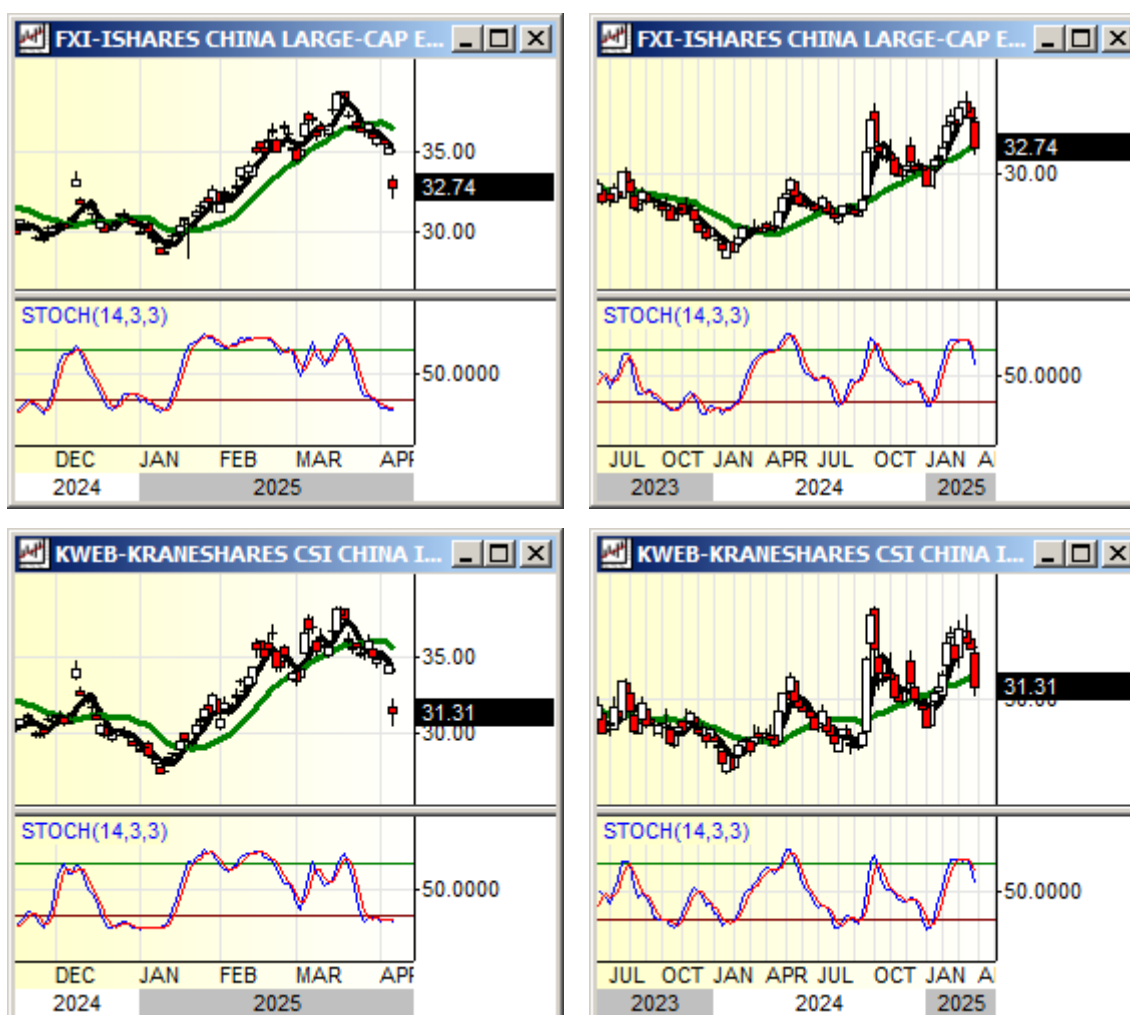 FXI-ISHARES CHINA LARGE-CAP E...
35.00
32.74
30.00
STOCH(14,3,3)
50.0000
DEC JAN FEB MAR APR
2024 2025
FXI-ISHARES CHINA LARGE-CAP E...
32.74
30.00
STOCH(14,3,3)
50.0000
JUL OCT JAN APR JUL OCT JAN A
2023 2024 2025
KWEB-KRANESHARES CSI CHINA I...
35.00
31.31
30.00
STOCH(14,3,3)
50.0000
DEC JAN FEB MAR APR
2024 2025
KWEB-KRANESHARES CSI CHINA I...
31.31
30.00
STOCH(14,3,3)
50.0000
JUL OCT JAN APR JUL OCT JAN A
2023 2024 2025